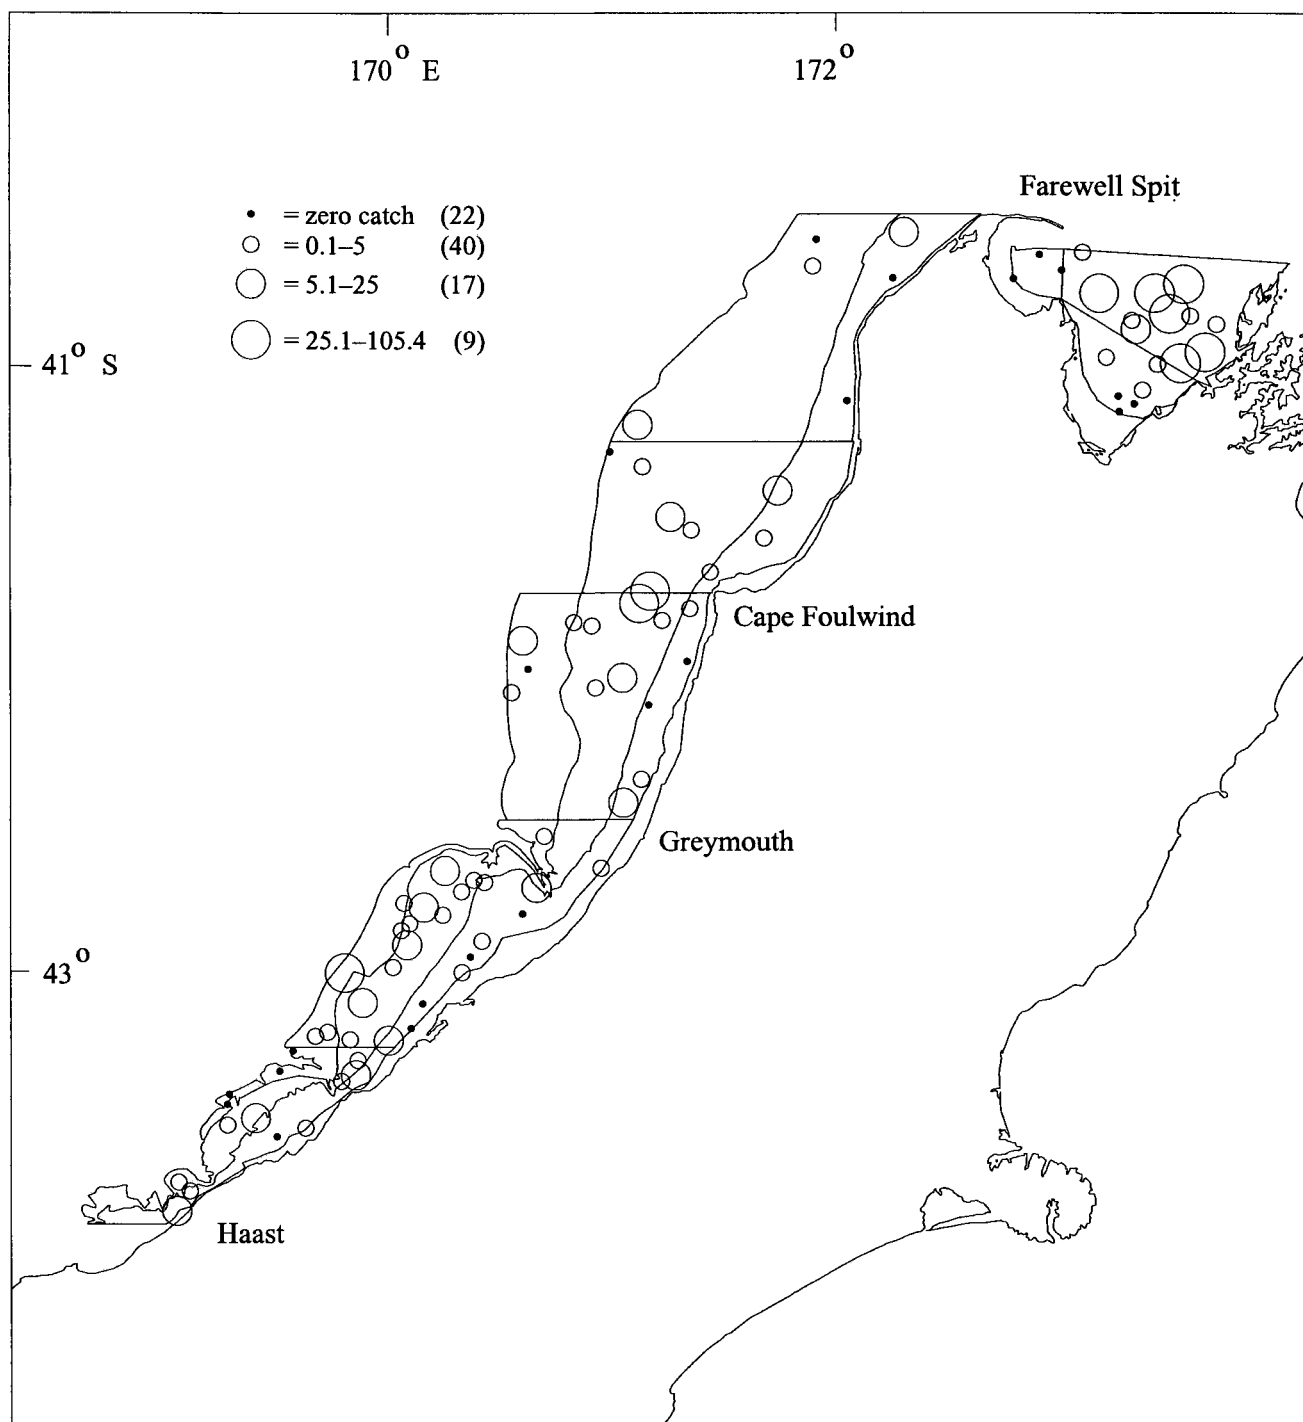 170° E
172°
Farewell Spit
= zero catch (22)
= 0.1–5 (40)
= 5.1–25 (17)
= 25.1–105.4 (9)
41° S
Cape Foulwind
Greymouth
43°
Haast